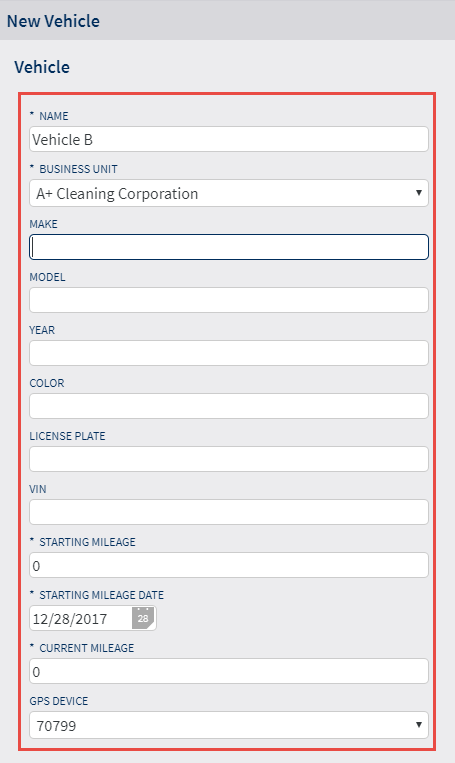 New Vehicle
Vehicle
* NAME
Vehicle B
* BUSINESS UNIT
A+ Cleaning Corporation
MAKE
MODEL
YEAR
COLOR
LICENSE PLATE
VIN
* STARTING MILEAGE
0
* STARTING MILEAGE DATE
12/28/2017 28
* CURRENT MILEAGE
0
GPS DEVICE
70799